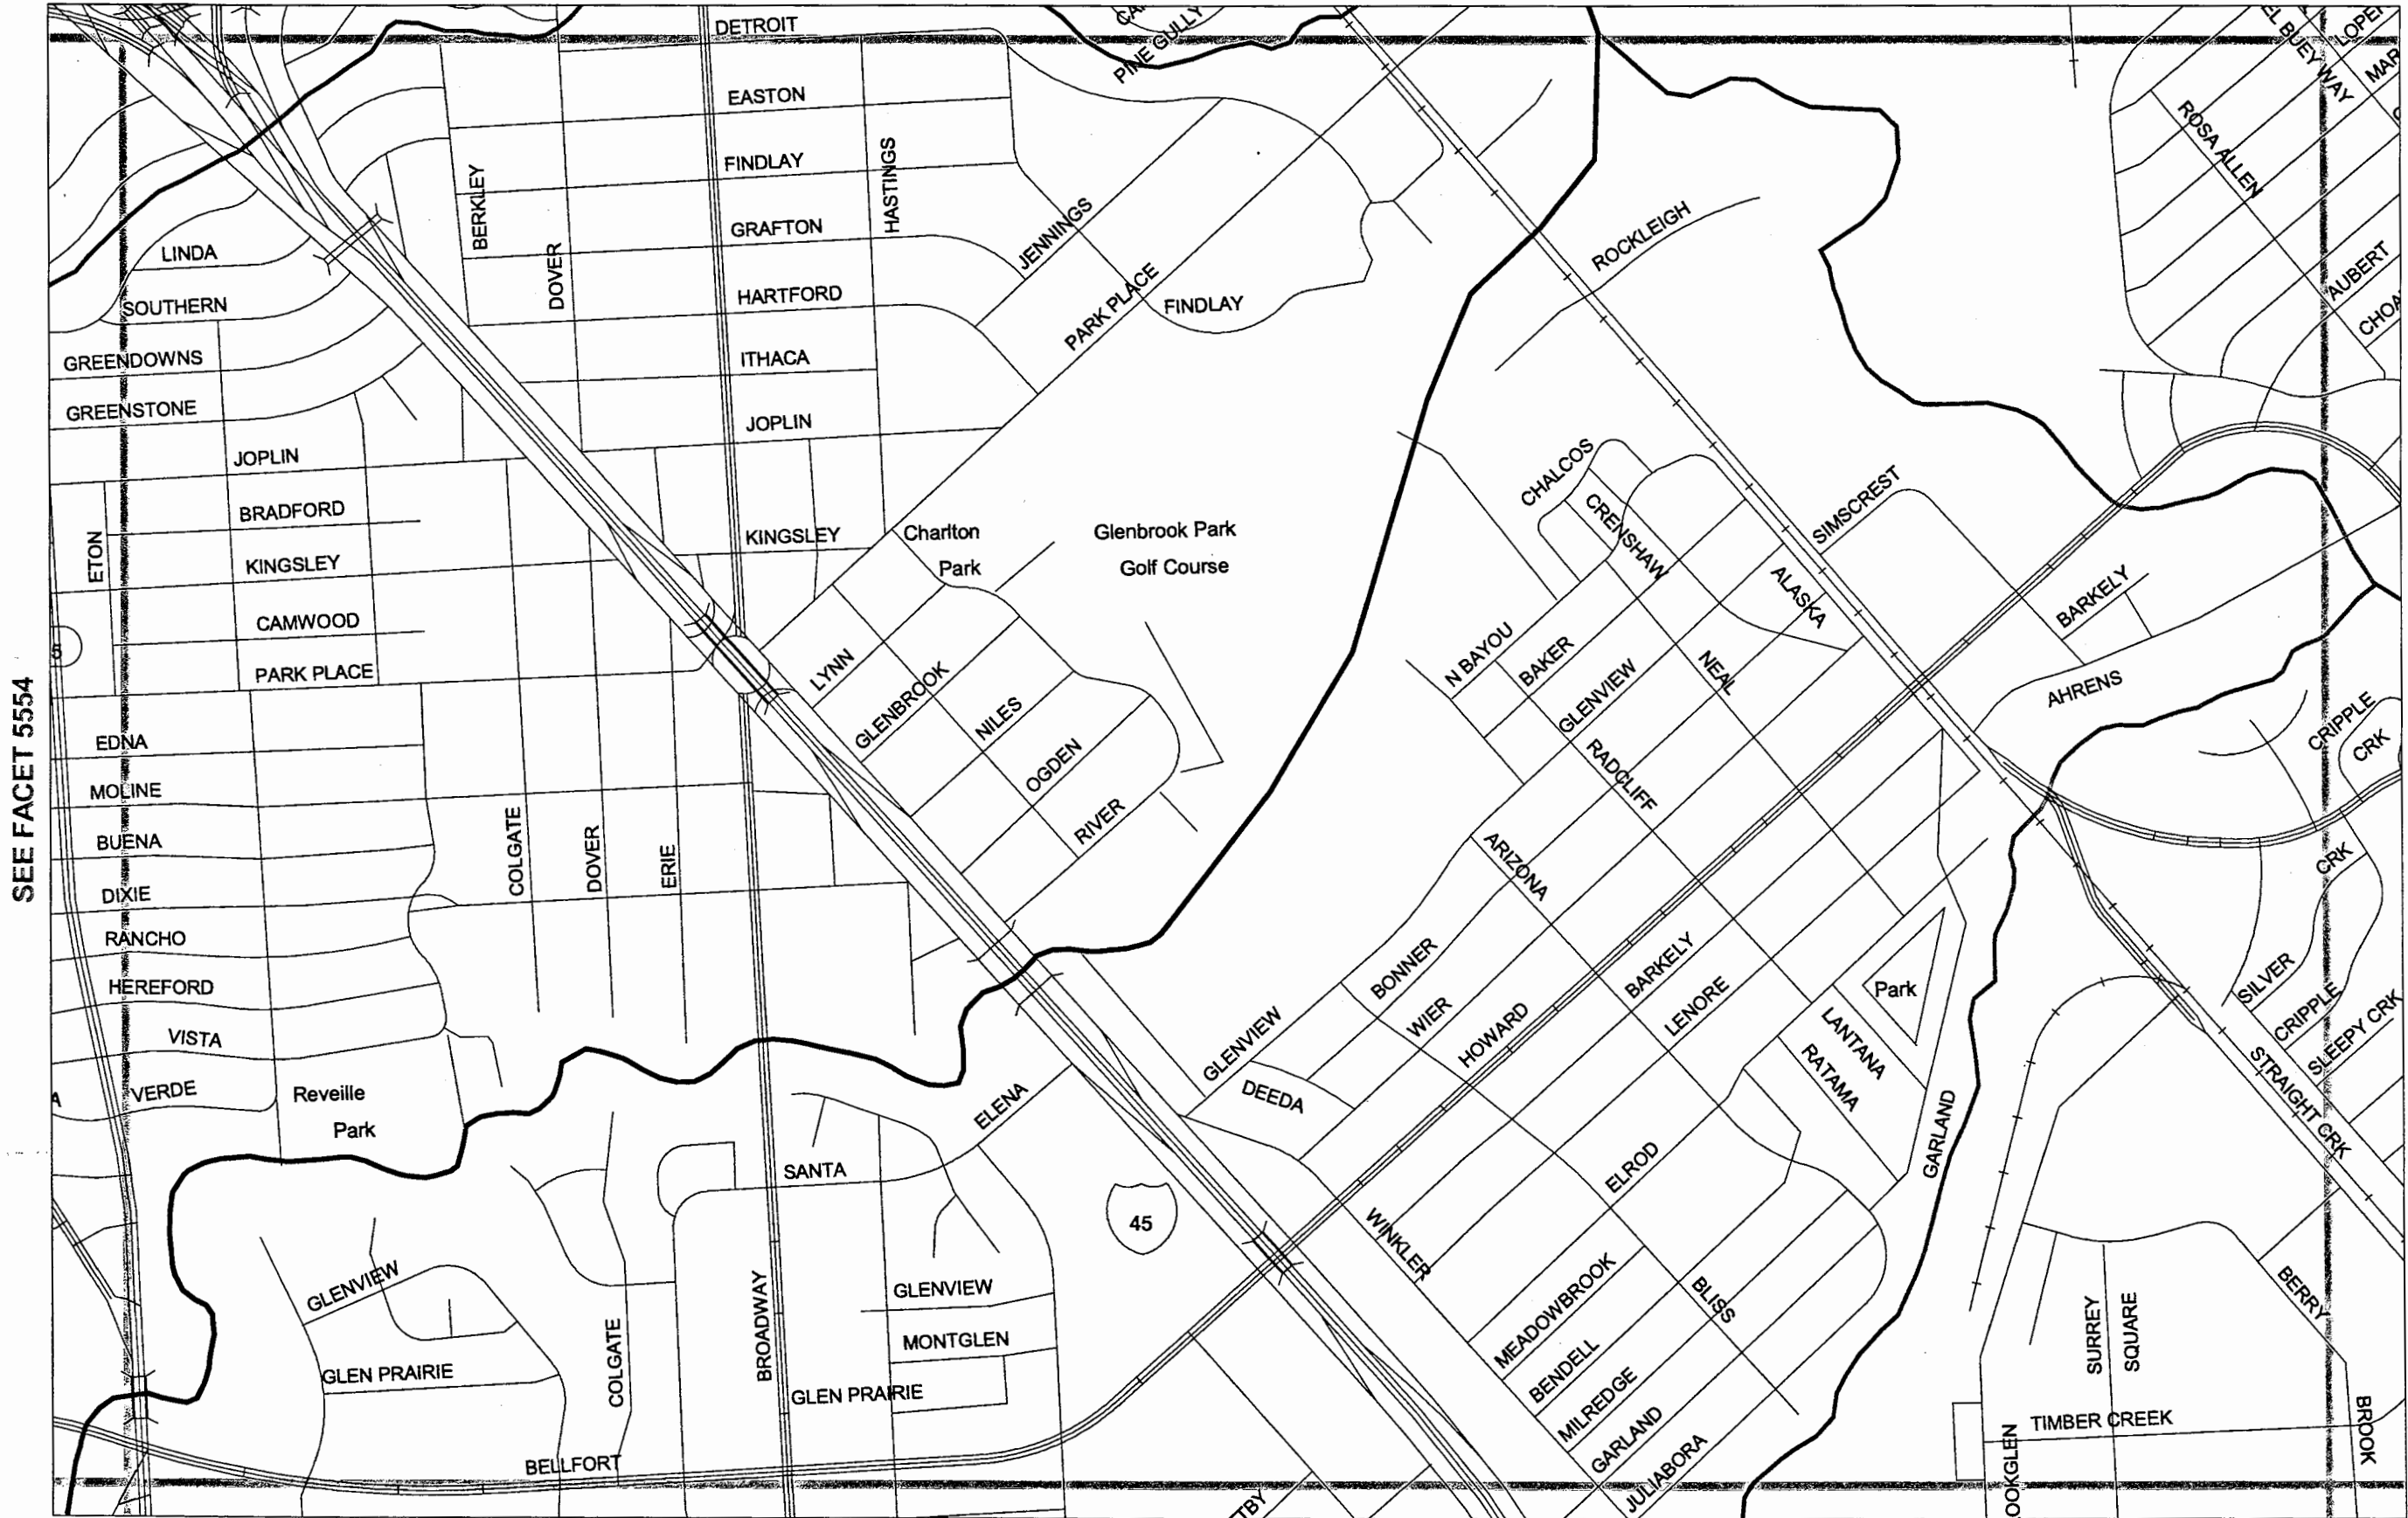 DETROIT
PINE GULLY
EL BUEY WAY
EASTON
ROSA ALLEN
FINDLAY
BERKLEY
HASTINGS
GRAFTON
JENNINGS
ROCKLEIGH
LINDA
DOVER
HARTFORD
PARK PLACE
FINDLAY
AUBERT
SOUTHERN
GREENDOWNS
ITHACA
GREENSTONE
JOPLIN
JOPLIN
CHALCOS
CRENSHAW
SIMSCREST
BRADFORD
KINGSLEY
Charlton
Park
Glenbrook Park
Golf Course
ETON
KINGSLEY
ALASKA
BARKELY
CAMWOOD
N BAYOU
BAKER
GLENVIEW
NEAL
PARK PLACE
LYNN
GLENBROOK
NILES
AHRENS
SEE FACET 5554
5
EDNA
OGDEN
RADCLIFF
CRIPPLE
CRK
MOLINE
RIVER
BUENA
COLGATE
DOVER
ERIE
ARIZONA
CRK
DIXIE
RANCHO
BONNER
BARKELY
HEREFORD
WIER
LENORE
Park
SILVER
CRIPPLE
SLEEPY CRK
VISTA
GLENVIEW
HOWARD
LANTANA
RATAMA
STRAIGHT CRK
VERDE
Reveille
Park
ELENA
DEEDA
GARLAND
SANTA
ELROD
45
WINKLER
GLENVIEW
GLENVIEW
MEADOWBROOK
BLISS
BERRY
COLGATE
BROADWAY
MONTGLEN
BENDELL
SURREY
SQUARE
GLEN PRAIRIE
GLEN PRAIRIE
MILREDGE
GARLAND
JULIABORA
TIMBER CREEK
BROOK
BELLFORT
OOKGLEN
TBY